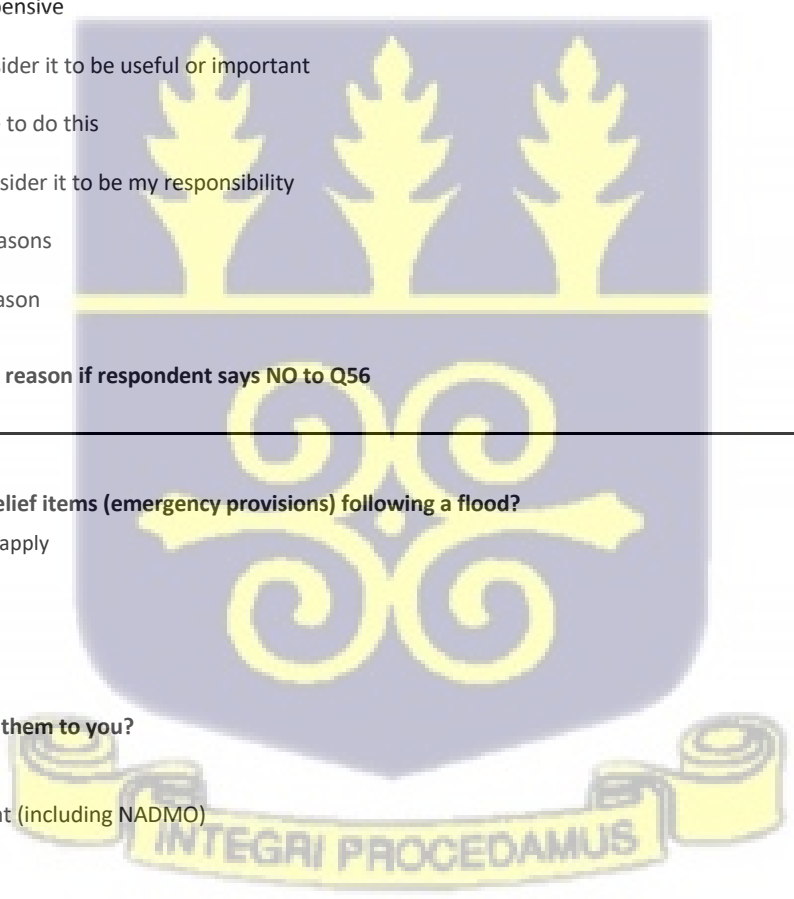 pensive
sider it to be useful or important
to do this
sider it to be my responsibility
asons
ason
reason if respondent says NO to Q56
elief items (emergency provisions) following a flood?
apply
them to you?
nt (including NADMO)
INTEGRI PROCEDAMUS